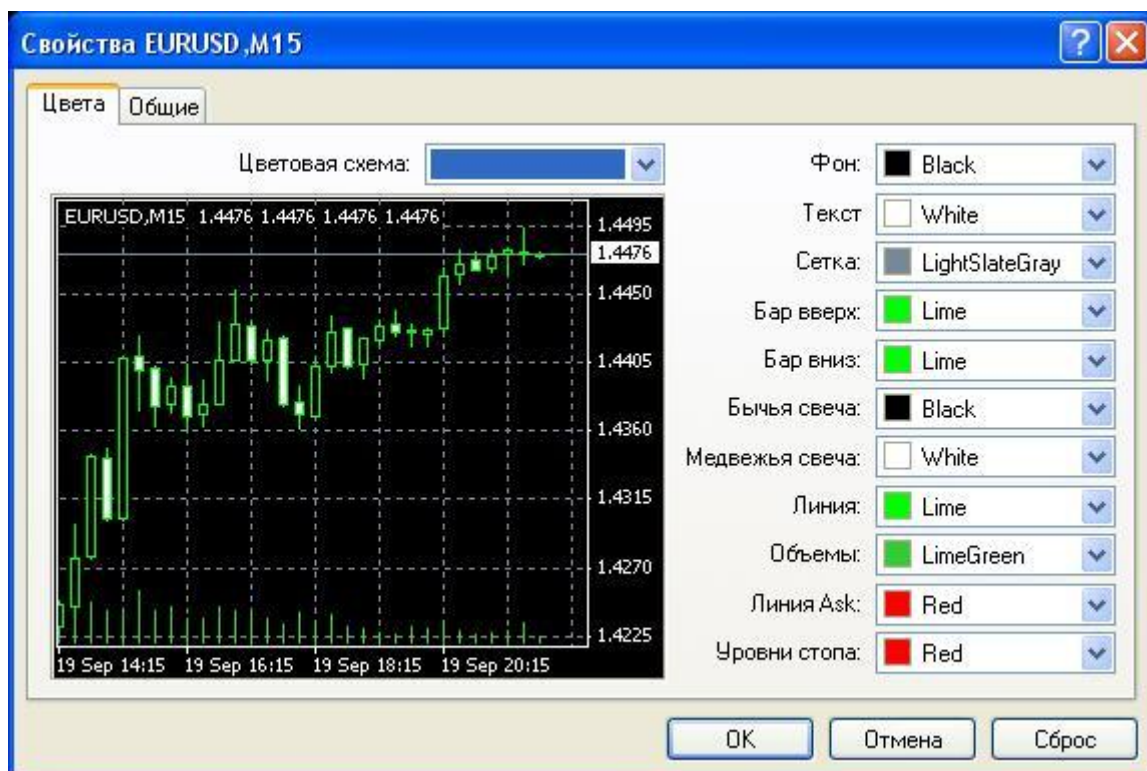 Свойства EURUSD,M15
Цвета
Общие
Цветовая схема:
EURUSD,M15 1.4476 1.4476 1.4476 1.4476
1.4495
1.4476
1.4450
1.4405
1.4360
1.4315
1.4270
1.4225
19 Sep 14:15 19 Sep 16:15 19 Sep 18:15 19 Sep 20:15
Фон: Black
Текст White
Сетка: LightSlateGray
Бар вверх: Lime
Бар вниз: Lime
Бычья свеча: Black
Медвежья свеча: White
Линия: Lime
Объемы: LimeGreen
Линия Ask: Red
Уровни стопа: Red
OK Отмена Сброс